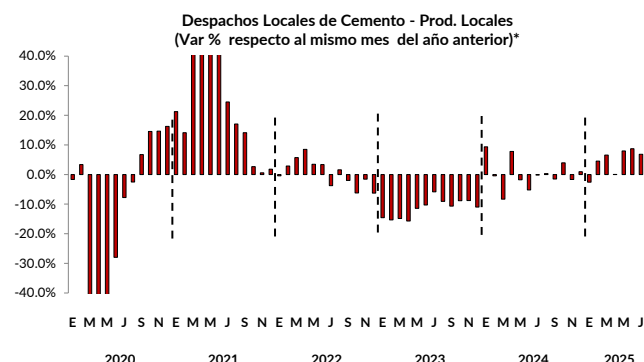 Despachos Locales de Cemento - Prod. Locales
(Var % respecto al mismo mes del año anterior)*
40.0%
30.0%
20.0%
10.0%
0.0%
-10.0%
-20.0%
-30.0%
-40.0%
E M M J S N E M M J S N E M M J S N E M M J S N E M M J S N E M M J
2020 2021 2022 2023 2024 2025